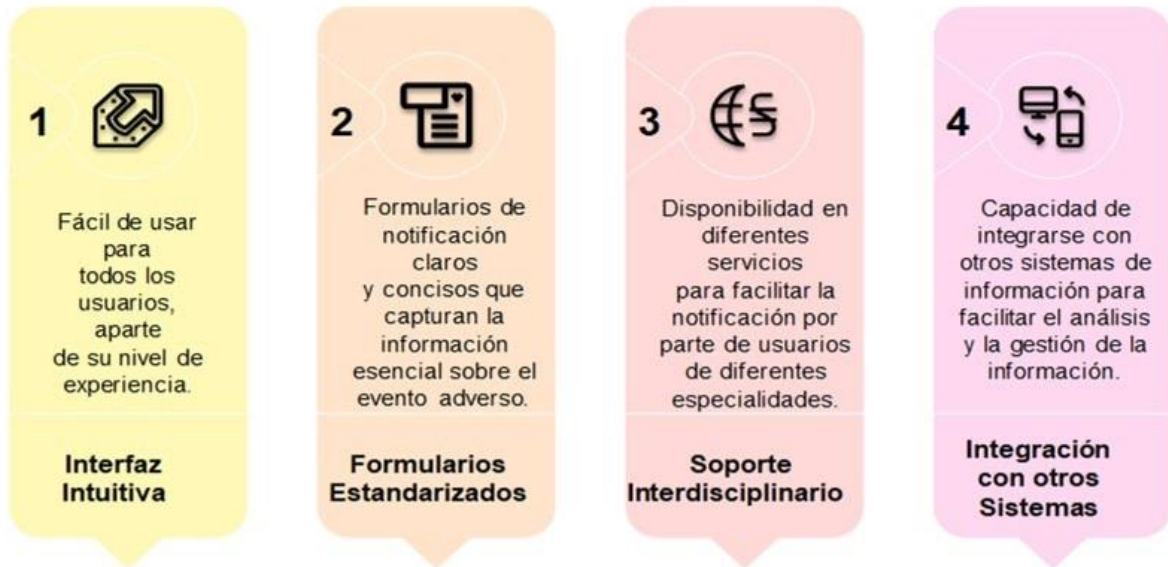 1
Fácil de usar
para
todos los
usuarios,
aparte
de su nivel de
experiencia.
Interfaz
Intuitiva
2
Formularios de
notificación
claros
y concisos que
capturan la
información
esencial sobre el
evento adverso.
Formularios
Estandarizados
3
Disponibilidad en
diferentes
servicios
para facilitar la
notificación por
parte de usuarios
de diferentes
especialidades.
Soporte
Interdisciplinario
4
Capacidad de
integrarse con
otros sistemas de
información para
facilitar el análisis
y la gestión de la
información.
Integración
con otros
Sistemas